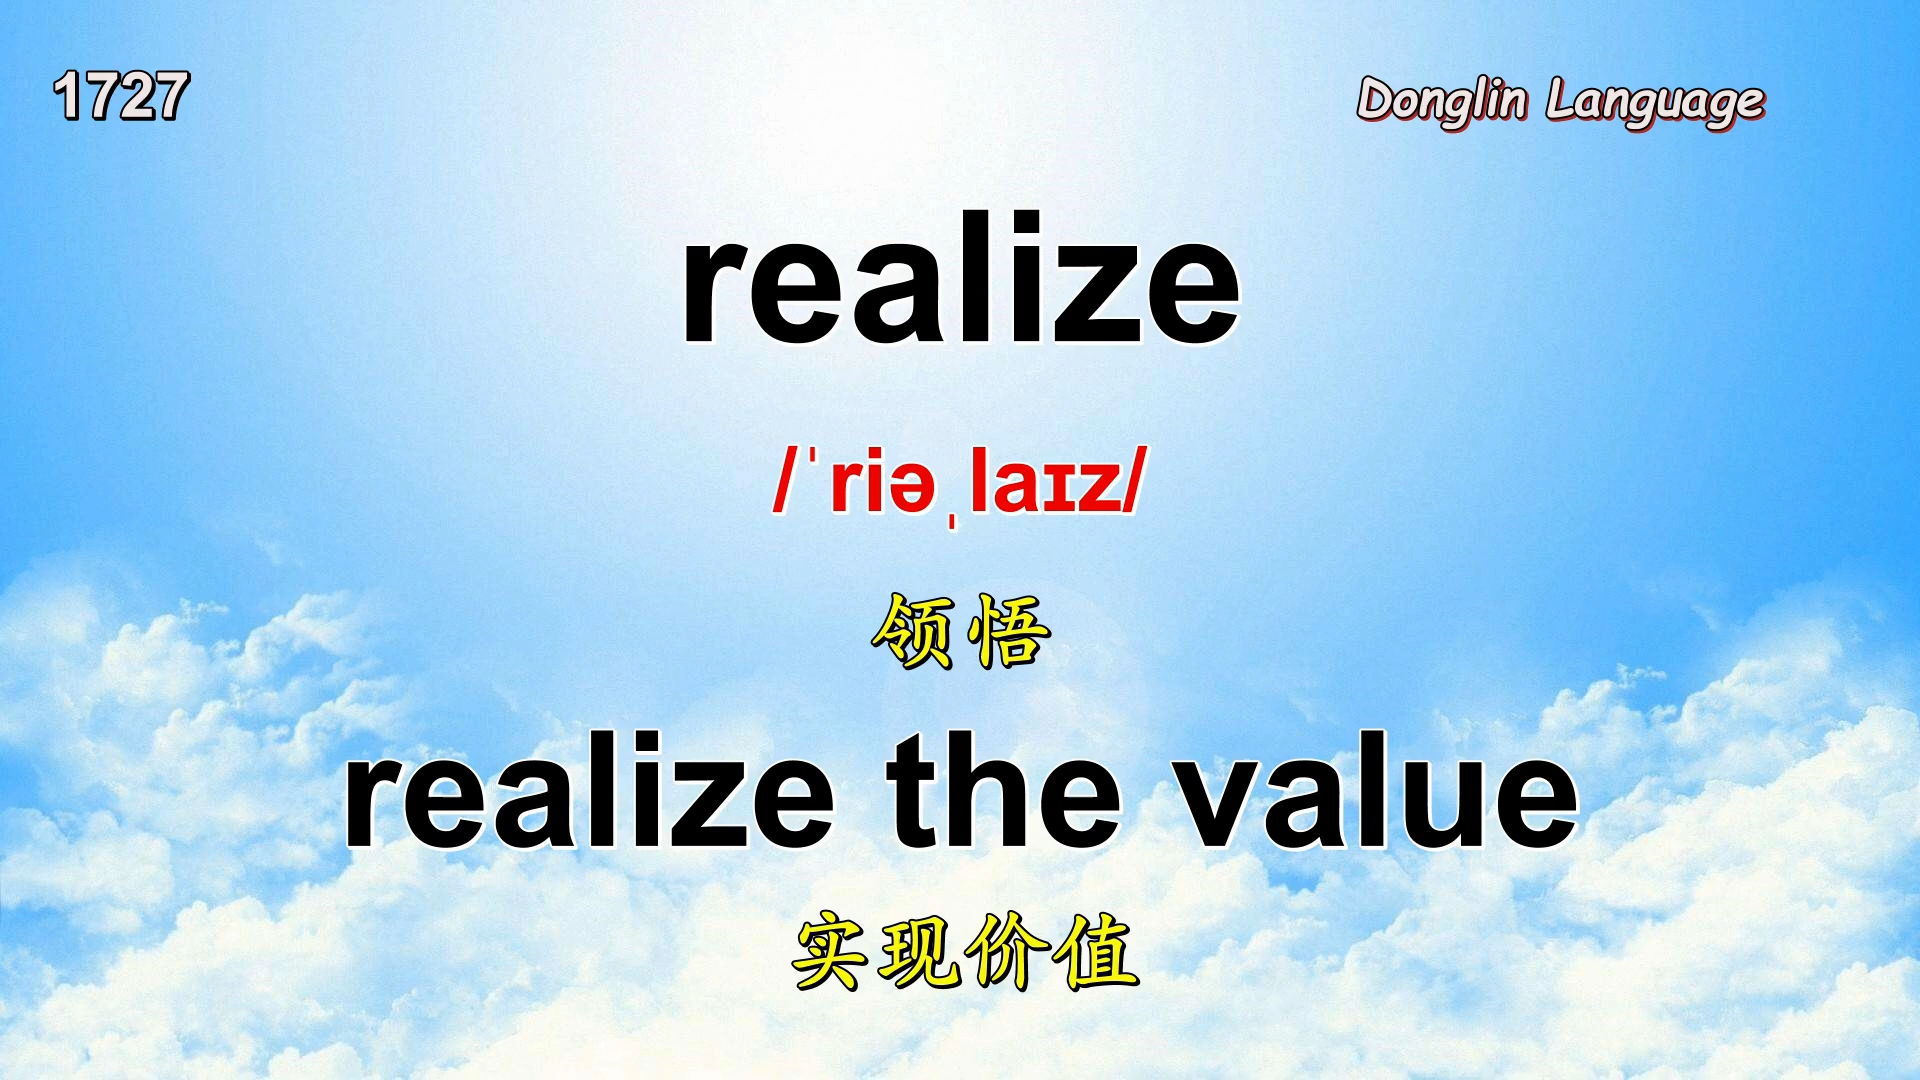 1727
Donglin Language
realize
/ˈriəˌlaɪz/
领悟
realize the value
实现价值